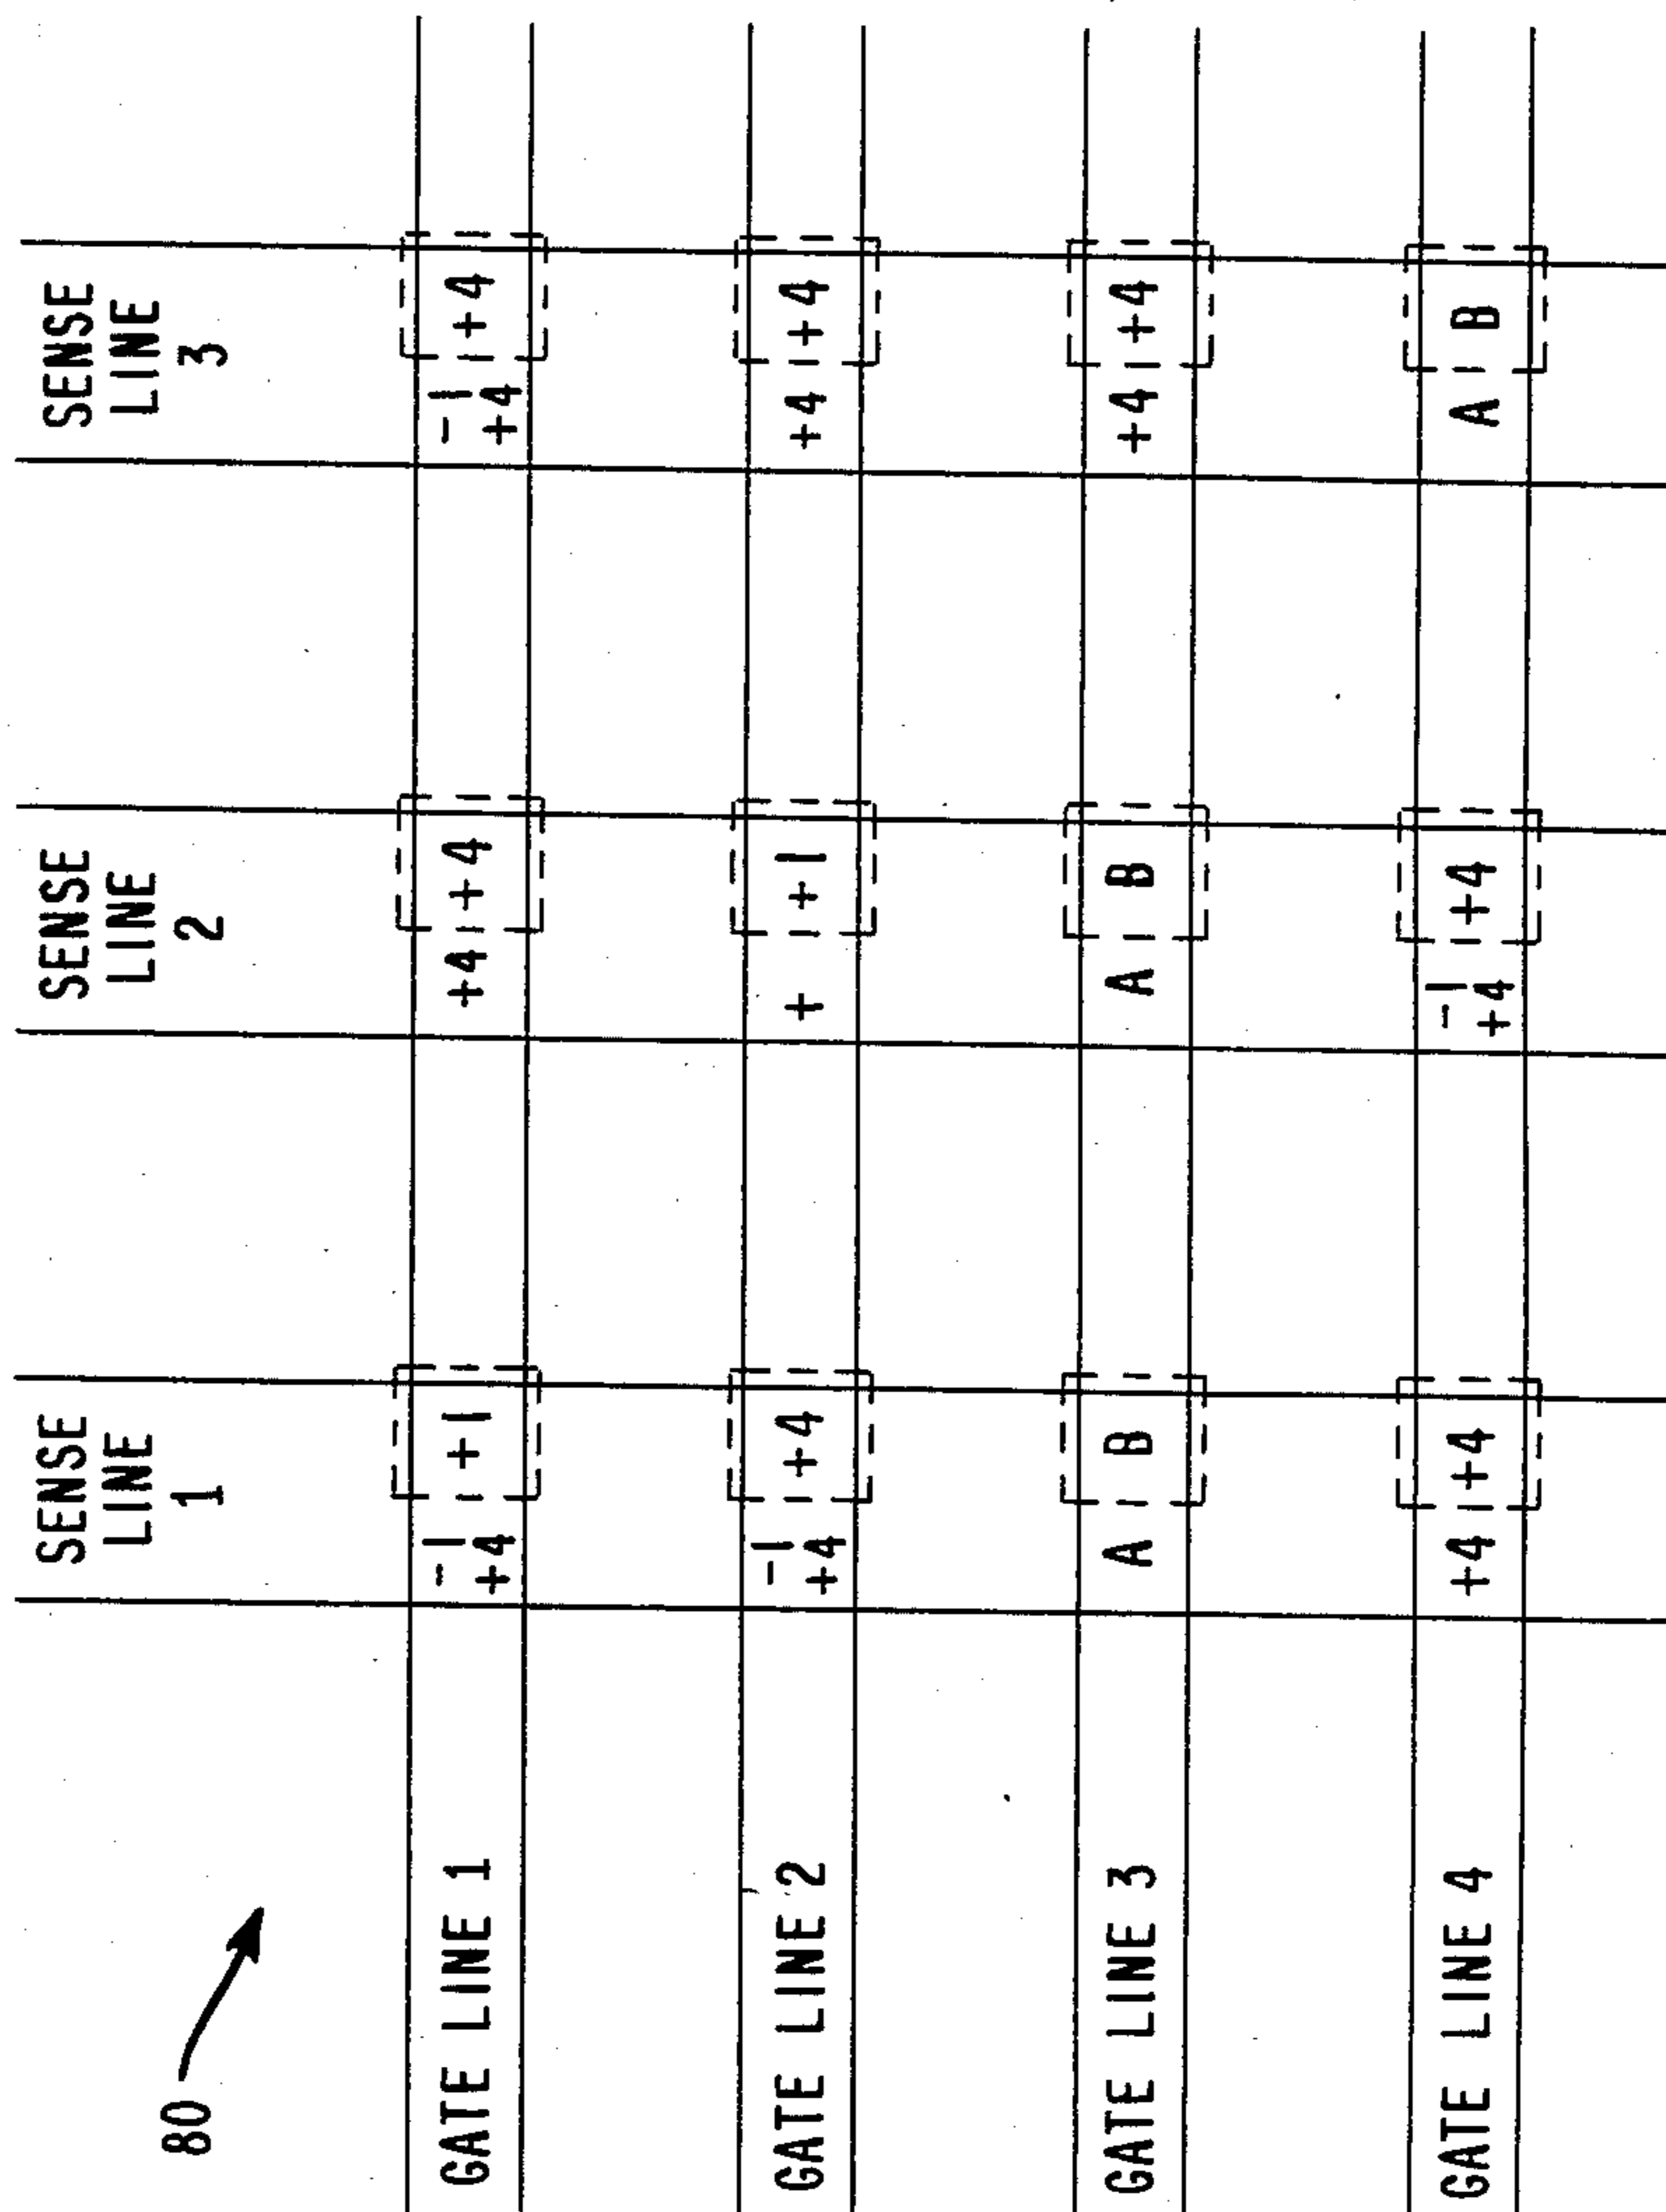 80
SENSE LINE 1
SENSE LINE 2
SENSE LINE 3
GATE LINE 1
-1
+4
+1
+4
+4
-1
+4
+4
GATE LINE 2
-1
+4
+4
+
+1
+4
+4
GATE LINE 3
A
B
A
B
+4
+4
GATE LINE 4
+4
+4
-1
+4
+4
A
B